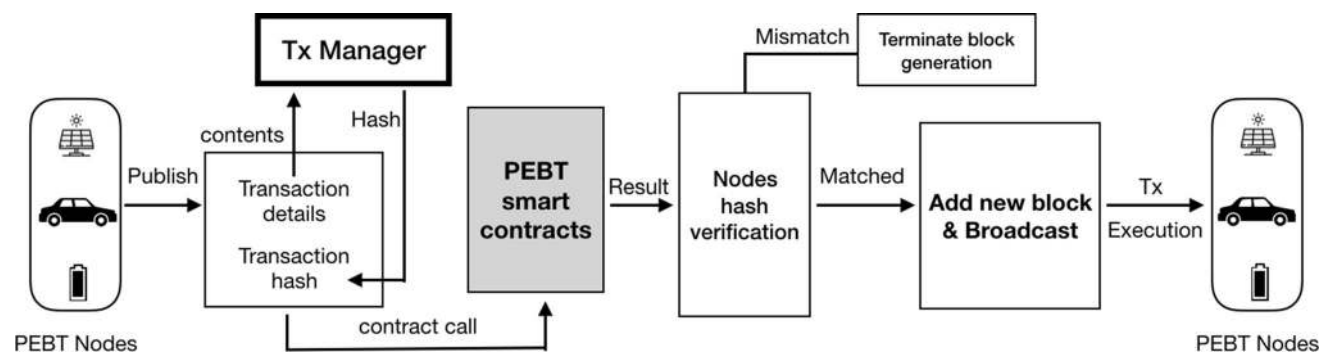 Tx Manager
Mismatch
Terminate block
generation
contents
Hash
Publish
Transaction
details
Transaction
hash
contract call
PEBT
smart
contracts
Result
Nodes
hash
verification
Matched
Add new block
& Broadcast
Tx
Execution
PEBT Nodes
PEBT Nodes